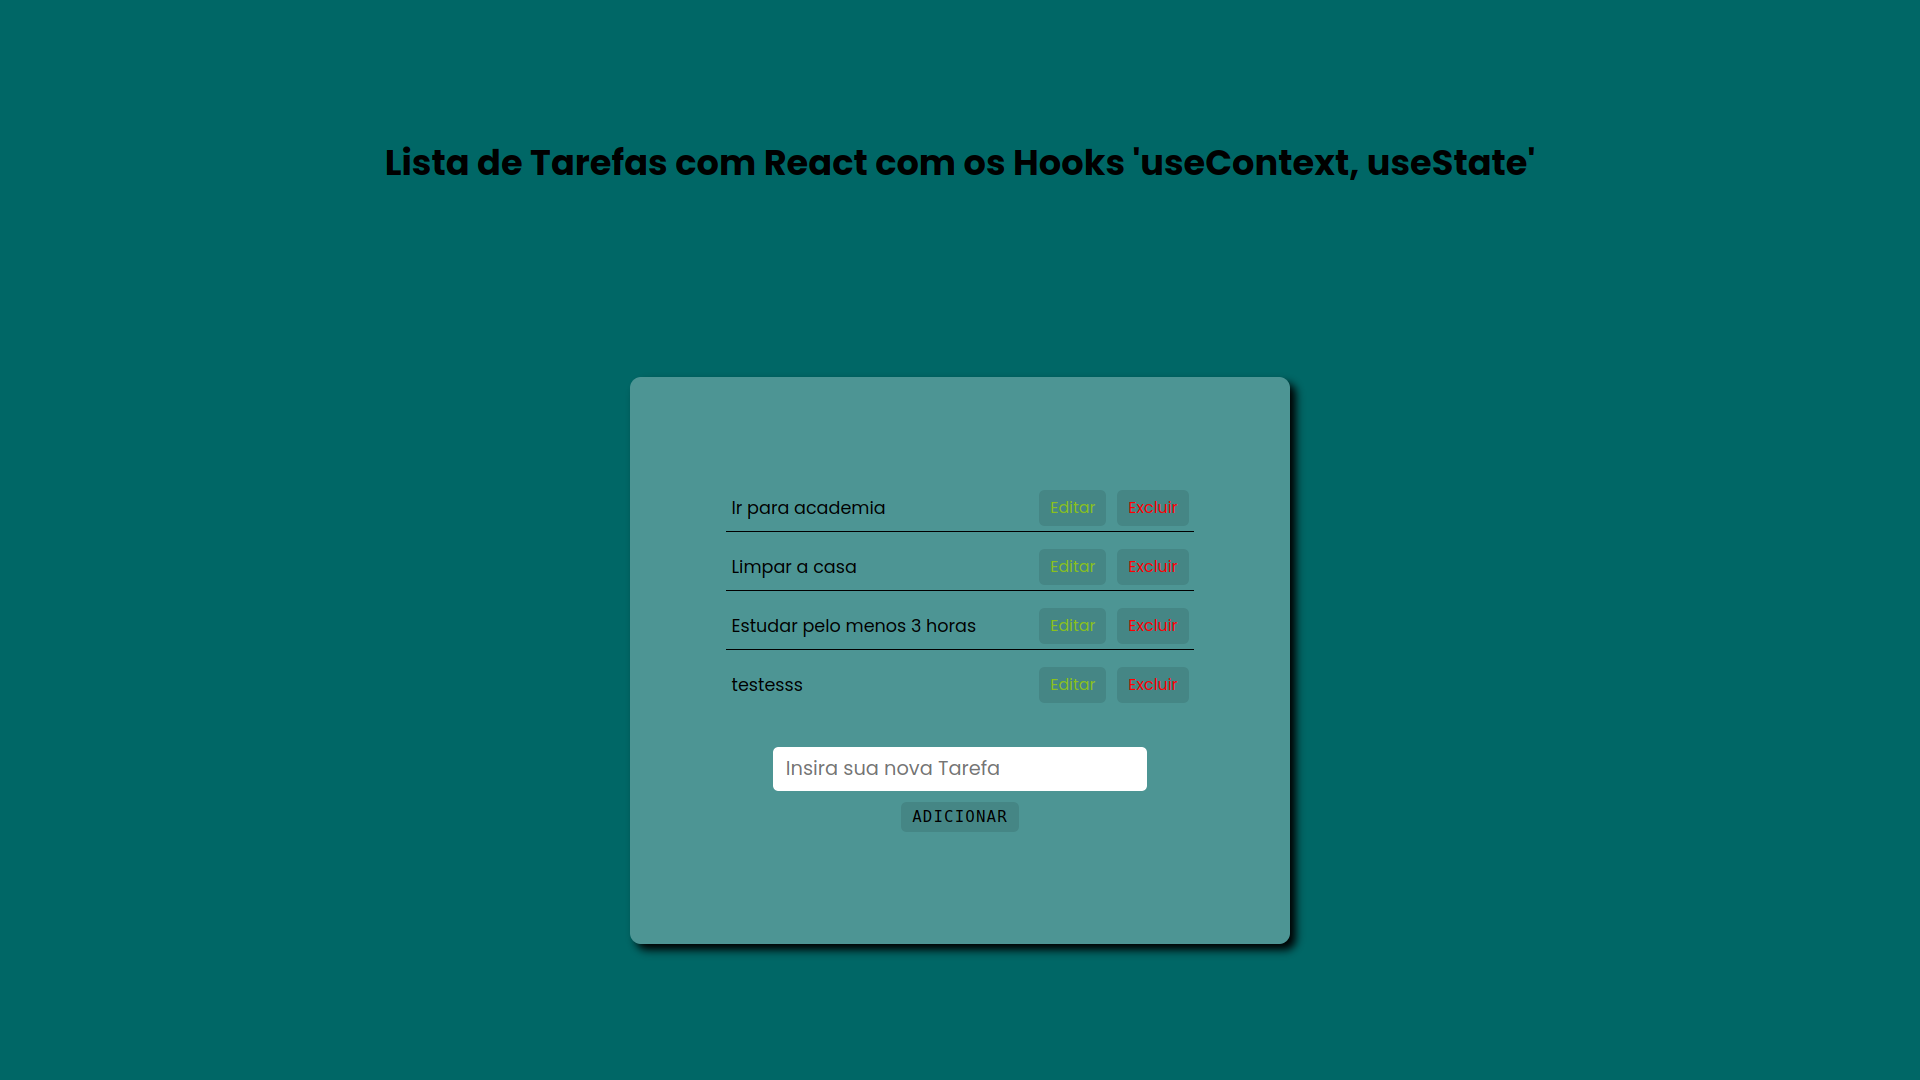 Lista de Tarefas com React com os Hooks 'useContext, useState'
Ir para academia Editar Excluir
Limpar a casa Editar Excluir
Estudar pelo menos 3 horas Editar Excluir
testesss Editar Excluir
Insira sua nova Tarefa
ADICIONAR